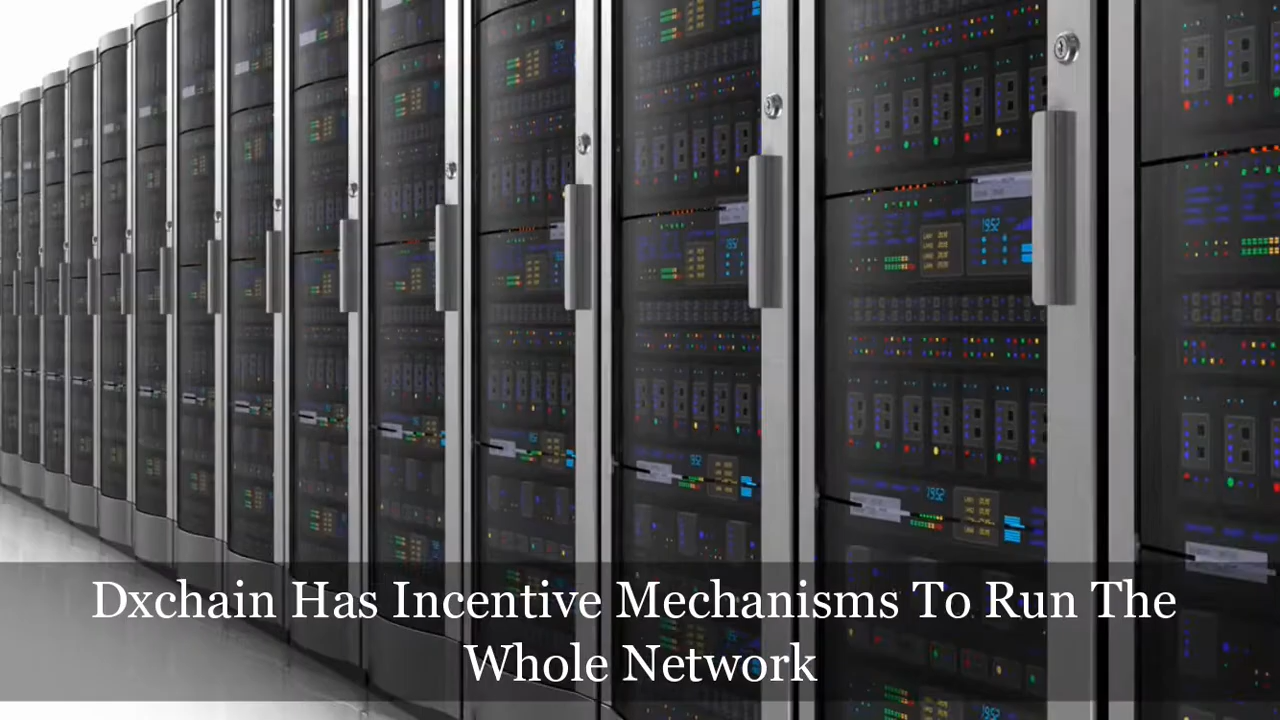 Dxchain Has Incentive Mechanisms To Run The
Whole Network